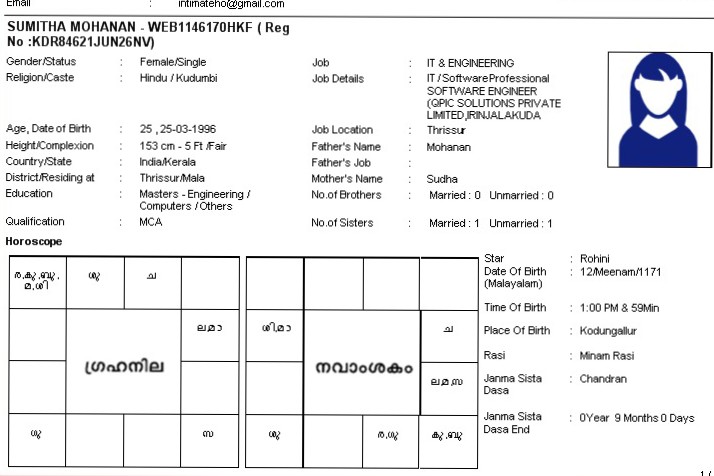 Email : intimateho@gmail.com
SUMITHA MOHANAN - WEB1146170HKF ( Reg
No :KDR84621JUN26NV)
Gender/Status : Female/Single
Job : IT & ENGINEERING
Religion/Caste : Hindu / Kudumbi
Job Details : IT / Software Professional
SOFTWARE ENGINEER
(QPIC SOLUTIONS PRIVATE
LIMITED,IRINJALAKUDA
Age, Date of Birth : 25 , 25-03-1996
Job Location : Thrissur
Height/Complexion : 153 cm - 5 Ft /Fair
Father's Name : Mohanan
Country/State : India/Kerala
Father's Job :
District/Residing at : Thrissur/Mala
Mother's Name : Sudha
Education : Masters - Engineering /
Computers / Others
No.of Brothers : Married : 0 Unmarried : 0
Qualification : MCA
No.of Sisters : Married : 1 Unmarried : 1
Horoscope
ര,കു,ബു, ശു ച
മ,ശി
ല,മാ
ഗ്രഹനില
ഗു സ
ശി,മാ ച
നവാംശകം
ല,മ,സ
ശു ര,ഗു കു,ബു
Star : Rohini
Date Of Birth : 12/Meenam/1171
(Malayalam)
Time Of Birth : 1:00 PM & 59Min
Place Of Birth : Kodungallur
Rasi : Minam Rasi
Janma Sista : Chandran
Dasa
Janma Sista : 0Year 9 Months 0 Days
Dasa End
1 /